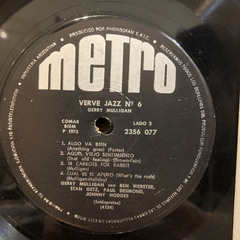 PRODUCIDO POR PHONOGRAM S.A.I.C.
INDUSTRIA ARGENTINA
metro
VERVE JAZZ Nº 6
GERRY MULLIGAN
COMAR
BIEM
P 1973
LADO 2
2356 077
1. ALGO VA BIEN
(Anything goes) (Porter)
2. AQUEL VIEJO SENTIMIENTO
(That old feeling) (Brown-Fain)
3. 18 CARROTS FOR RABBIT
(Mulligan)
4. CUAL ES EL APURO (What's the rush)
(Mulligan-Holliday)
GERRY MULLIGAN con BEN WEBSTER,
STAN GETZ, PAUL DESMOND,
JOHNNY HODGES